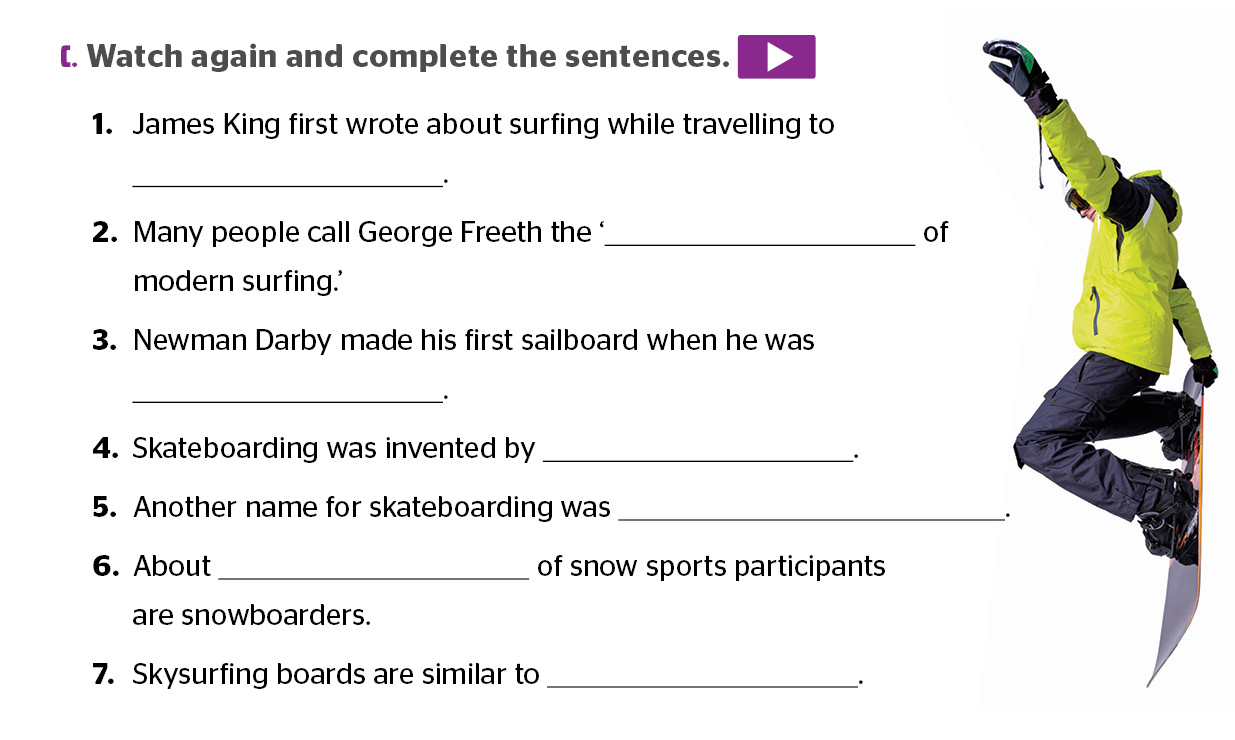 C. Watch again and complete the sentences.
1. James King first wrote about surfing while travelling to
____________________.
2. Many people call George Freeth the ‘____________________ of
modern surfing.’
3. Newman Darby made his first sailboard when he was
____________________.
4. Skateboarding was invented by ____________________.
5. Another name for skateboarding was _________________________.
6. About ____________________ of snow sports participants
are snowboarders.
7. Skysurfing boards are similar to ____________________.